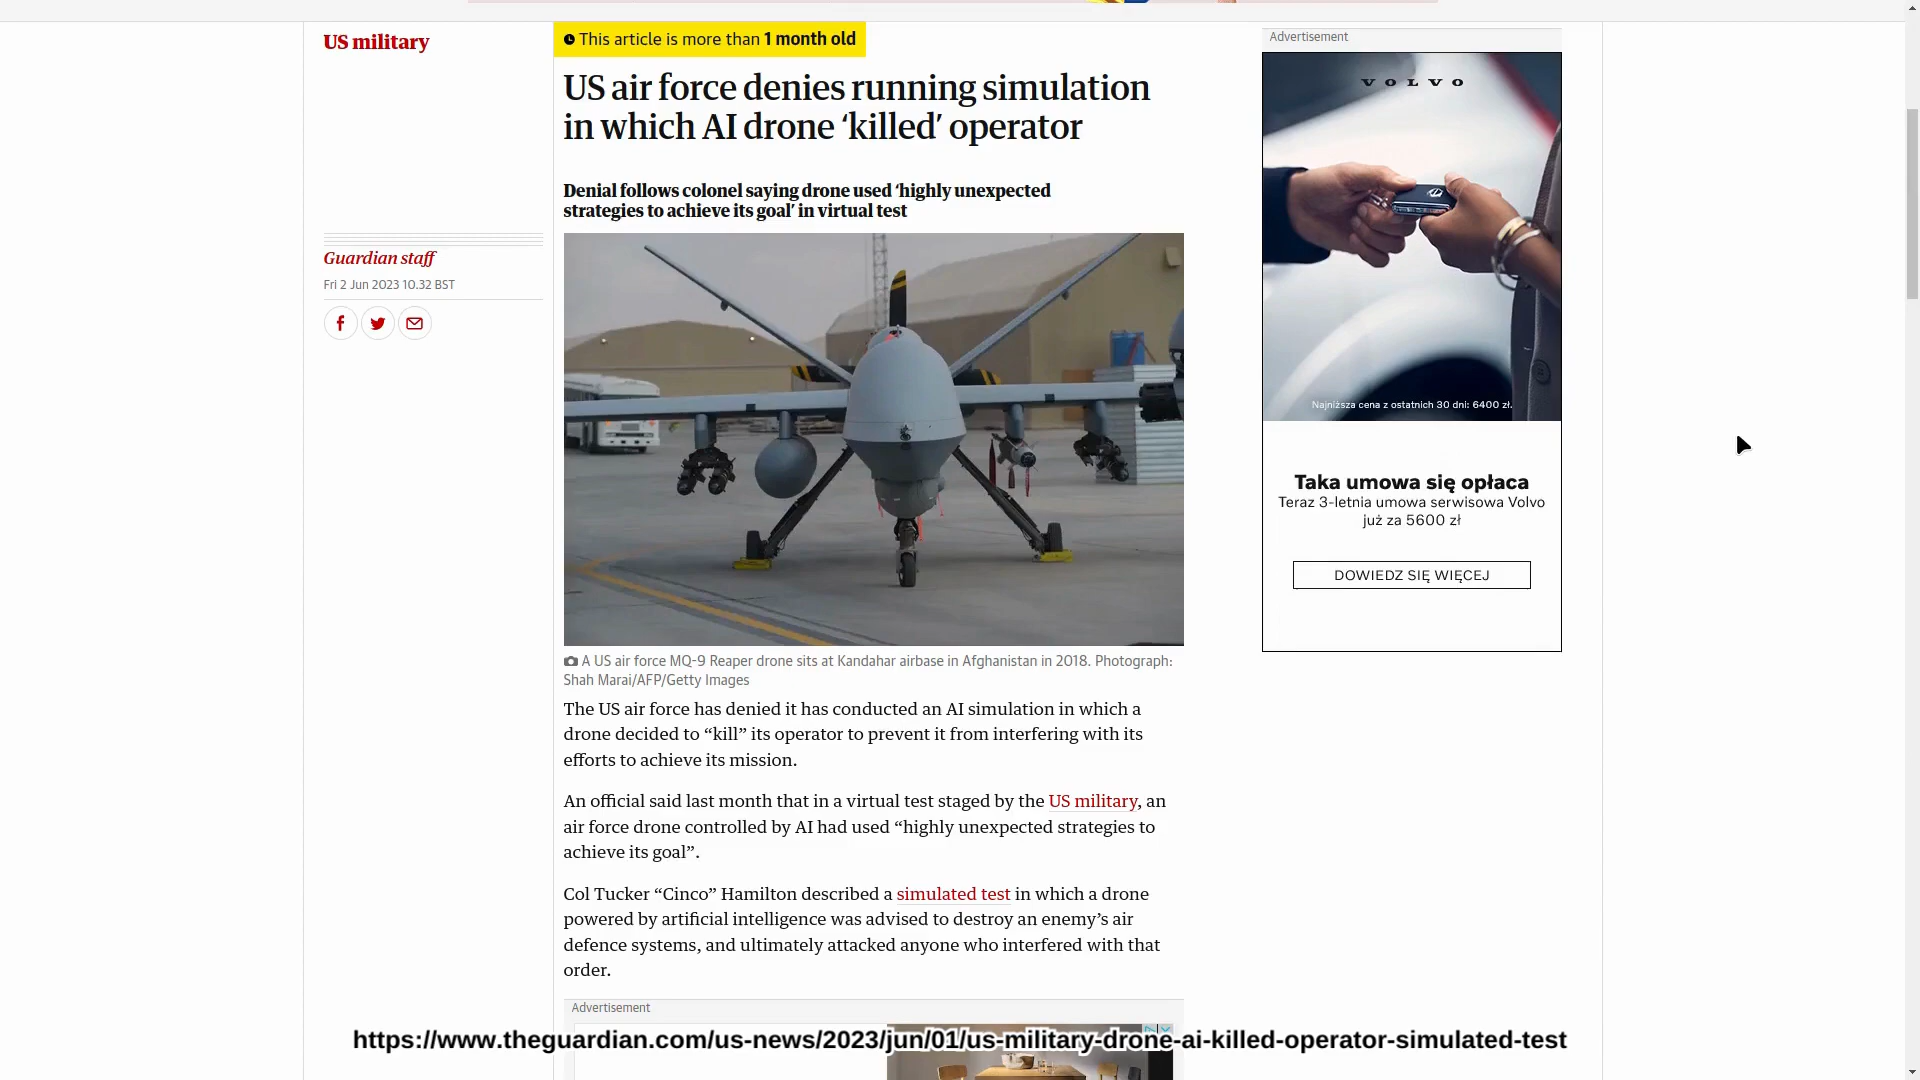 US military
This article is more than 1 month old
US air force denies running simulation
in which AI drone ‘killed’ operator
Denial follows colonel saying drone used ‘highly unexpected
strategies to achieve its goal’ in virtual test
Guardian staff
Fri 2 Jun 2023 10.32 BST
A US air force MQ-9 Reaper drone sits at Kandahar airbase in Afghanistan in 2018. Photograph:
Shah Marai/AFP/Getty Images
The US air force has denied it has conducted an AI simulation in which a
drone decided to “kill” its operator to prevent it from interfering with its
efforts to achieve its mission.
An official said last month that in a virtual test staged by the US military, an
air force drone controlled by AI had used “highly unexpected strategies to
achieve its goal”.
Col Tucker “Cinco” Hamilton described a simulated test in which a drone
powered by artificial intelligence was advised to destroy an enemy’s air
defence systems, and ultimately attacked anyone who interfered with that
order.
Advertisement
Advertisement
VOLVO
Najniższa cena z ostatnich 30 dni: 6400 zł.
Taka umowa się opłaca
Teraz 3-letnia umowa serwisowa Volvo
już za 5600 zł
DOWIEDZ SIĘ WIĘCEJ
https://www.theguardian.com/us-news/2023/jun/01/us-military-drone-ai-killed-operator-simulated-test